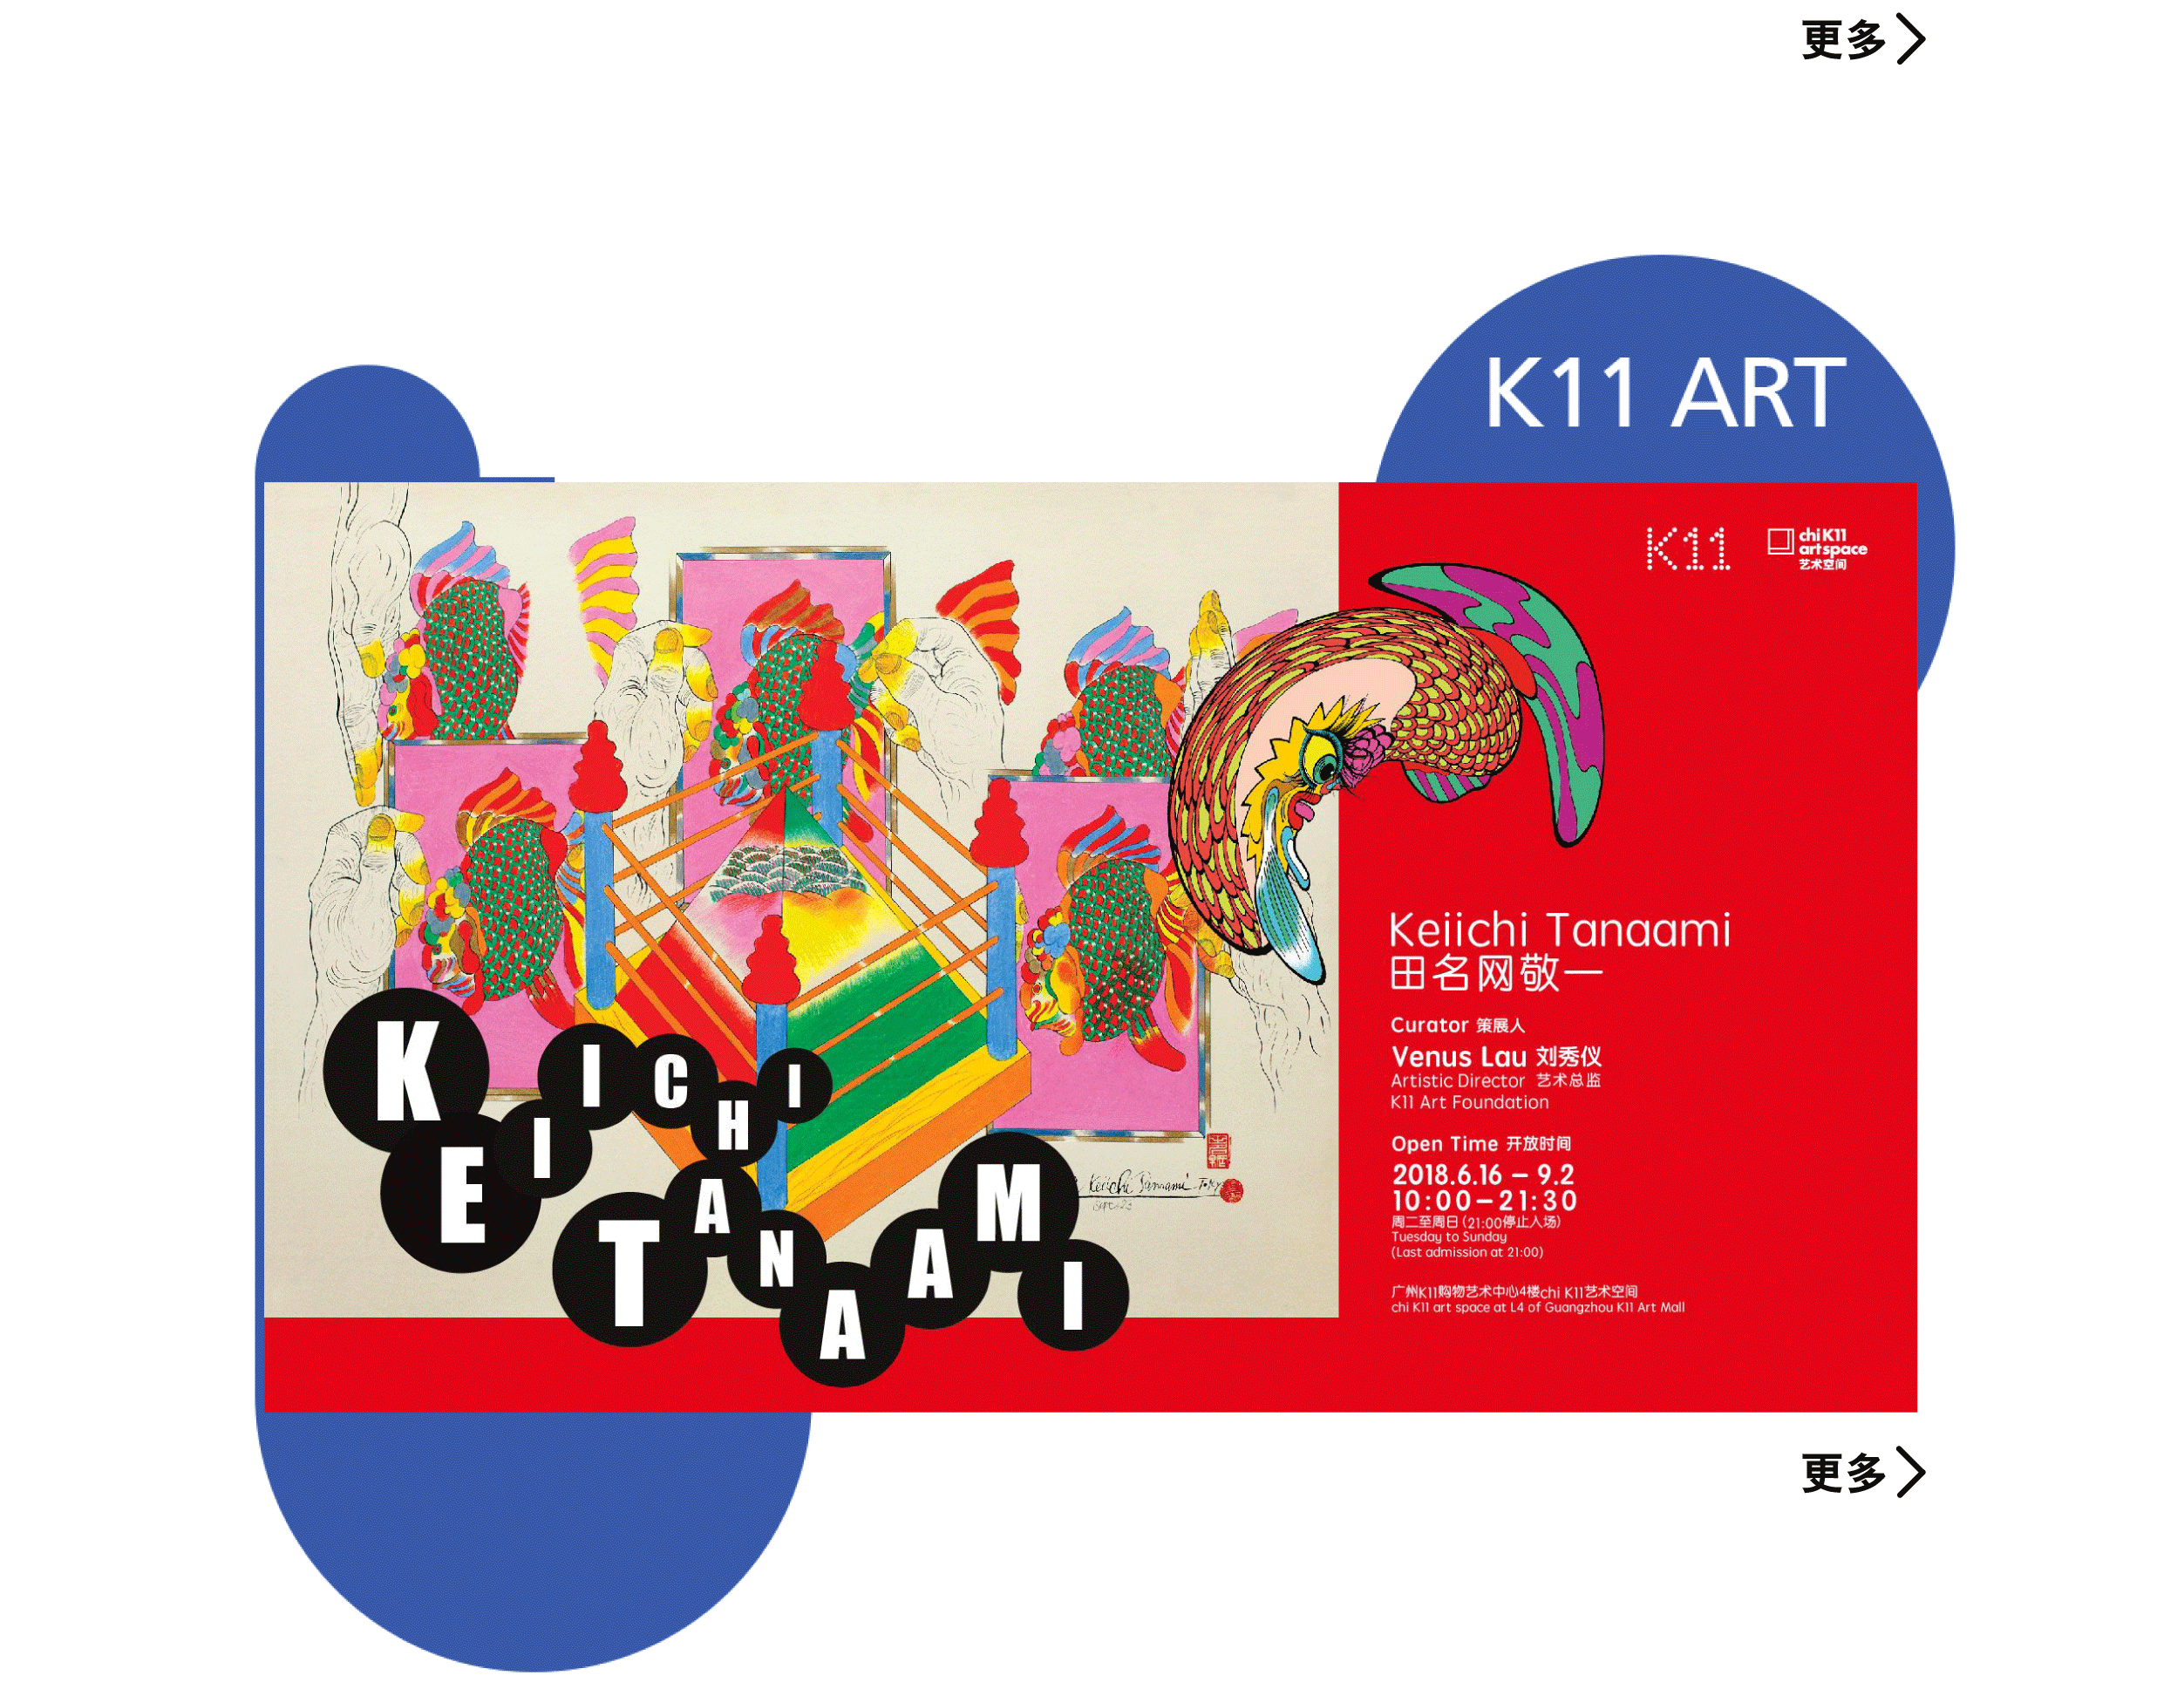 更多
K11 ART
K11
chi K11
artspace
艺术空间
Keiichi Tanaami
田名网敬一
Curator 策展人
Venus Lau 刘秀仪
Artistic Director 艺术总监
K11 Art Foundation
Open Time 开放时间
2018.6.16 – 9.2
10:00–21:30
周二至周日 (21:00停止入场)
Tuesday to Sunday
(Last admission at 21:00)
广州K11购物艺术中心4楼chi K11艺术空间
chi K11 art space at L4 of Guangzhou K11 Art Mall
KEIICHI
TANAAMI
Keiichi Tanaami
更多